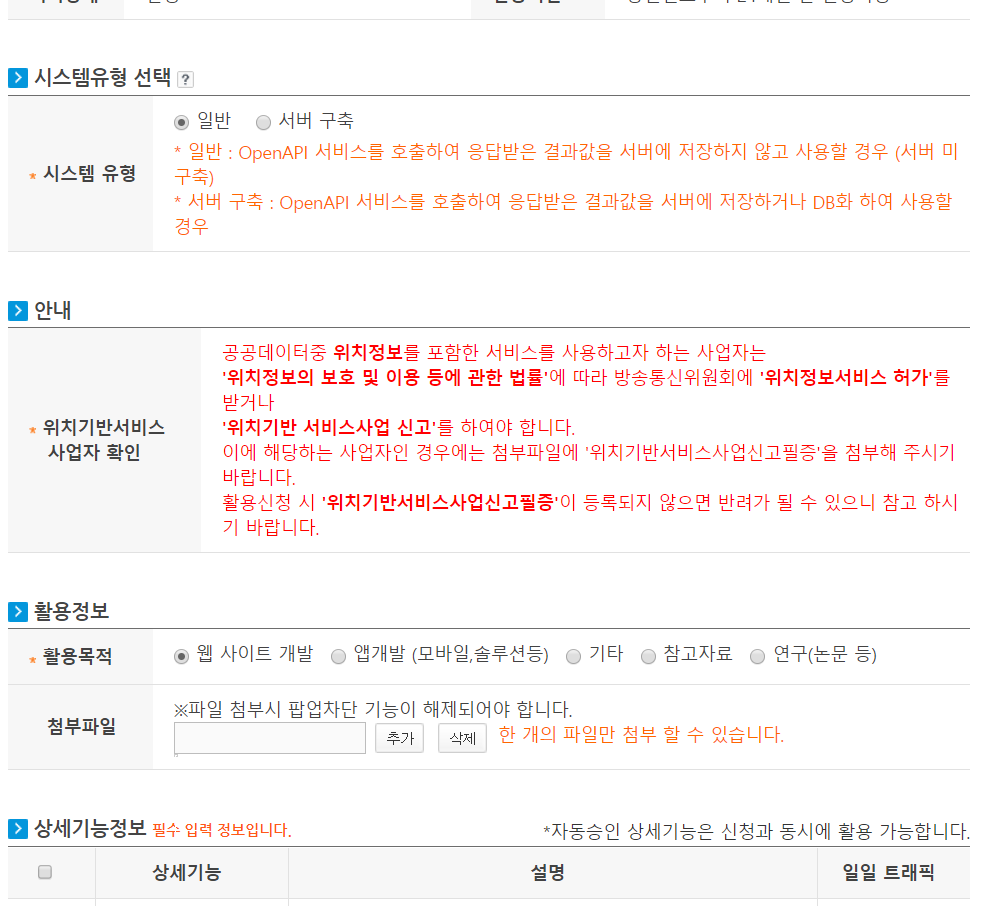 시스템유형 선택 ?
일반 서버 구축
* 시스템 유형
* 일반 : OpenAPI 서비스를 호출하여 응답받은 결과값을 서버에 저장하지 않고 사용할 경우 (서버 미
구축)
* 서버 구축 : OpenAPI 서비스를 호출하여 응답받은 결과값을 서버에 저장하거나 DB화 하여 사용할
경우
안내
* 위치기반서비스
사업자 확인
공공데이터중 위치정보를 포함한 서비스를 사용하고자 하는 사업자는
'위치정보의 보호 및 이용 등에 관한 법률'에 따라 방송통신위원회에 '위치정보서비스 허가'를
받거나
'위치기반 서비스사업 신고'를 하여야 합니다.
이에 해당하는 사업자인 경우에는 첨부파일에 '위치기반서비스사업신고필증'을 첨부해 주시기
바랍니다.
활용신청 시 '위치기반서비스사업신고필증'이 등록되지 않으면 반려가 될 수 있으니 참고 하시
기 바랍니다.
활용정보
* 활용목적 웹 사이트 개발 앱개발 (모바일,솔루션등) 기타 참고자료 연구(논문 등)
첨부파일
※파일 첨부시 팝업차단 기능이 해제되어야 합니다.
추가 삭제 한 개의 파일만 첨부 할 수 있습니다.
상세기능정보 필수 입력 정보입니다.
*자동승인 상세기능은 신청과 동시에 활용 가능합니다.
상세기능 설명 일일 트래픽